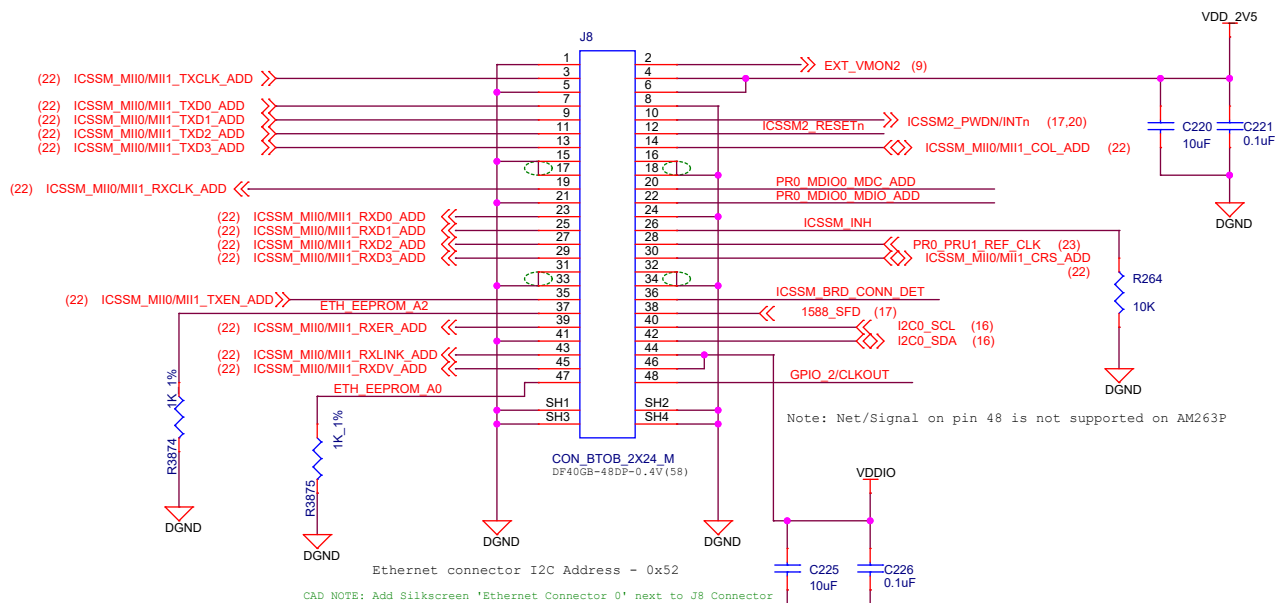 VDD_2V5
J8
1 2 EXT_VMON2 (9)
(22) ICSSM_MII0/MII1_TXCLK_ADD 3 4
5 6
(22) ICSSM_MII0/MII1_TXD0_ADD 7 8
(22) ICSSM_MII0/MII1_TXD1_ADD 9 10 ICSSM2_PWDN/INTn (17,20)
(22) ICSSM_MII0/MII1_TXD2_ADD 11 12 ICSSM2_RESETn
(22) ICSSM_MII0/MII1_TXD3_ADD 13 14 ICSSM_MII0/MII1_COL_ADD (22)
C220 10uF
C221 0.1uF
15 16
17 18
(22) ICSSM_MII0/MII1_RXCLK_ADD 19 20 PR0_MDIO0_MDC_ADD
21 22 PR0_MDIO0_MDIO_ADD
(22) ICSSM_MII0/MII1_RXD0_ADD 23 24
DGND
(22) ICSSM_MII0/MII1_RXD1_ADD 25 26 ICSSM_INH
(22) ICSSM_MII0/MII1_RXD2_ADD 27 28 PR0_PRU1_REF_CLK (23)
(22) ICSSM_MII0/MII1_RXD3_ADD 29 30 ICSSM_MII0/MII1_CRS_ADD (22)
31 32
33 34
R264 10K
(22) ICSSM_MII0/MII1_TXEN_ADD 35 36 ICSSM_BRD_CONN_DET
ETH_EEPROM_A2 37 38 1588_SFD (17)
(22) ICSSM_MII0/MII1_RXER_ADD 39 40 I2C0_SCL (16)
41 42 I2C0_SDA (16)
(22) ICSSM_MII0/MII1_RXLINK_ADD 43 44
(22) ICSSM_MII0/MII1_RXDV_ADD 45 46
ETH_EEPROM_A0 47 48 GPIO_2/CLKOUT
DGND
SH1 SH2
SH3 SH4
Note: Net/Signal on pin 48 is not supported on AM263P
1K_1%
R3874
1K_1%
R3875
CON_BTOB_2X24_M
DF40GB-48DP-0.4V(58)
VDDIO
DGND
DGND
DGND
DGND
Ethernet connector I2C Address - 0x52
C225 10uF
C226 0.1uF
CAD NOTE: Add Silkscreen 'Ethernet Connector 0' next to J8 Connector